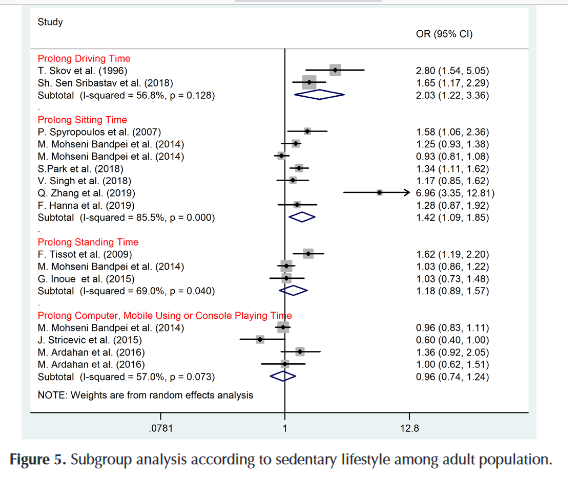 Study
OR (95% CI)
Prolong Driving Time
T. Skov et al. (1996) 2.80 (1.54, 5.05)
Sh. Sen Sribastav et al. (2018) 1.65 (1.17, 2.29)
Subtotal (I-squared = 56.8%, p = 0.128) 2.03 (1.22, 3.36)
.
Prolong Sitting Time
P. Spyropoulos et al. (2007) 1.58 (1.06, 2.36)
M. Mohseni Bandpei et al. (2014) 1.25 (0.93, 1.38)
M. Mohseni Bandpei et al. (2014) 0.93 (0.81, 1.08)
S.Park et al. (2018) 1.34 (1.11, 1.62)
V. Singh et al. (2018) 1.17 (0.85, 1.62)
Q. Zhang et al. (2019) 6.96 (3.35, 12.81)
F. Hanna et al. (2019) 1.28 (0.87, 1.92)
Subtotal (I-squared = 85.5%, p = 0.000) 1.42 (1.09, 1.85)
.
Prolong Standing Time
F. Tissot et al. (2009) 1.62 (1.19, 2.20)
M. Mohseni Bandpei et al. (2014) 1.03 (0.86, 1.22)
G. Inoue et al. (2015) 1.03 (0.73, 1.48)
Subtotal (I-squared = 69.0%, p = 0.040) 1.18 (0.89, 1.57)
.
Prolong Computer, Mobile Using or Console Playing Time
M. Mohseni Bandpei et al. (2014) 0.96 (0.83, 1.11)
J. Stricevic et al. (2015) 0.60 (0.40, 1.00)
M. Ardahan et al. (2016) 1.36 (0.92, 2.05)
M. Ardahan et al. (2016) 1.00 (0.62, 1.51)
Subtotal (I-squared = 57.0%, p = 0.073) 0.96 (0.74, 1.24)
NOTE: Weights are from random effects analysis
.0781 1 12.8
Figure 5. Subgroup analysis according to sedentary lifestyle among adult population.